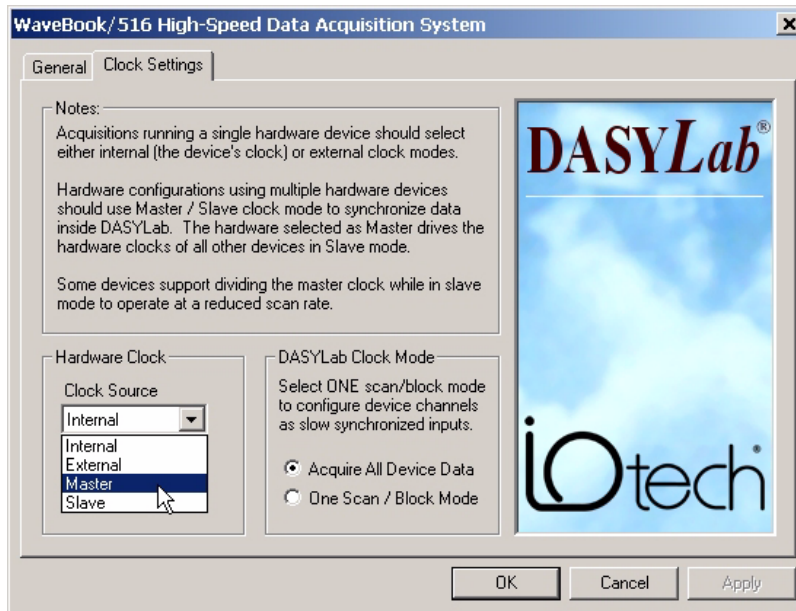 WaveBook/516 High-Speed Data Acquisition System
General
Clock Settings
Notes:
Acquisitions running a single hardware device should select
either internal (the device's clock) or external clock modes.
Hardware configurations using multiple hardware devices
should use Master / Slave clock mode to synchronize data
inside DASYLab. The hardware selected as Master drives the
hardware clocks of all other devices in Slave mode.
Some devices support dividing the master clock while in slave
mode to operate at a reduced scan rate.
Hardware Clock
Clock Source
Internal
Internal
External
Master
Slave
DASYLab Clock Mode
Select ONE scan/block mode
to configure device channels
as slow synchronized inputs.
Acquire All Device Data
One Scan / Block Mode
DASYLab®
iOtech®
OK
Cancel
Apply